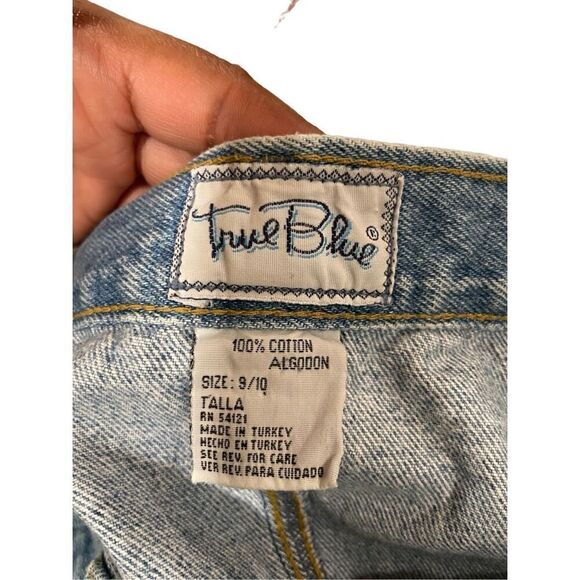 True Blue®
100% COTTON
ALGODON
SIZE: 9/10
TALLA
RN 54121
MADE IN TURKEY
HECHO EN TURKEY
SEE REV. FOR CARE
VER REV. PARA CUIDADO